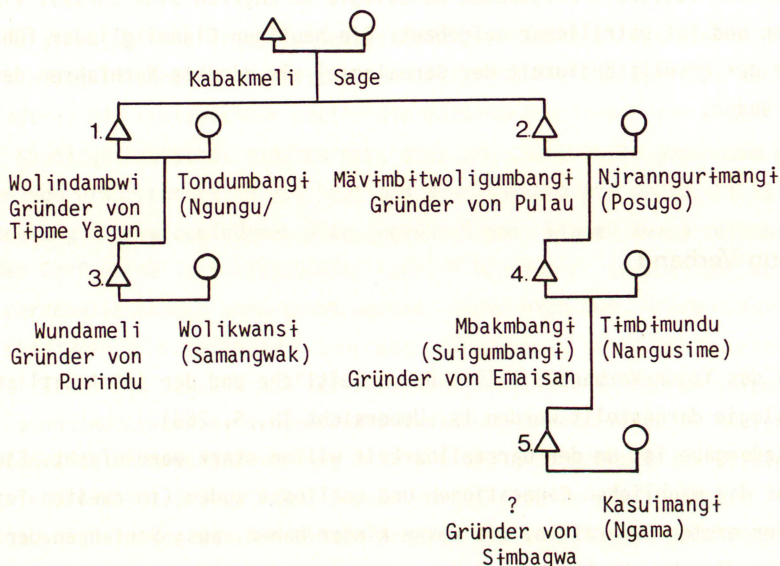 Kabakmeli Sage
1. 2.
Wolindambwi Tondumbangɨ Mävɨmbɨtwoligumbangɨ Njranngurɨmangɨ
Gründer von (Ngungu/ Gründer von Pulau (Posugo)
Tɨpme Yagun
3. 4.
Wundameli Wolikwansɨ Mbakmbangɨ Tɨmbɨmundu
Gründer von (Samangwak) (Suigumbangɨ) (Nangusime)
Purindu Gründer von Emaisan
5.
? Kasuimangɨ
Gründer von (Ngama)
Sɨmbagwa